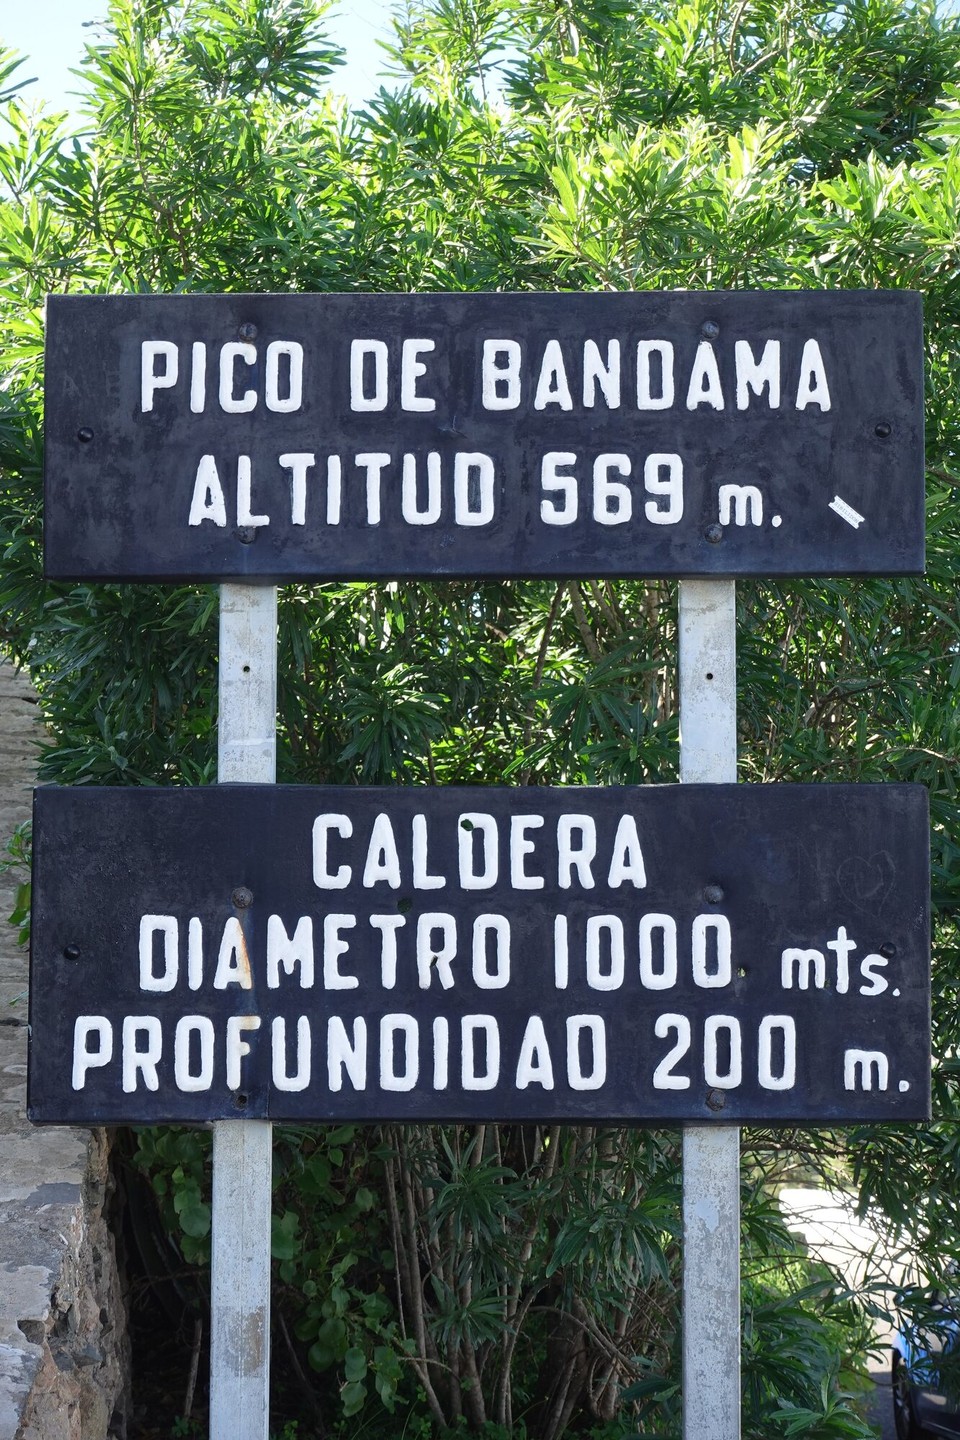 PICO DE BANDAMA
ALTITUD 569 m.
CALDERA
DIAMETRO 1000 mts.
PROFUNDIDAD 200 m.